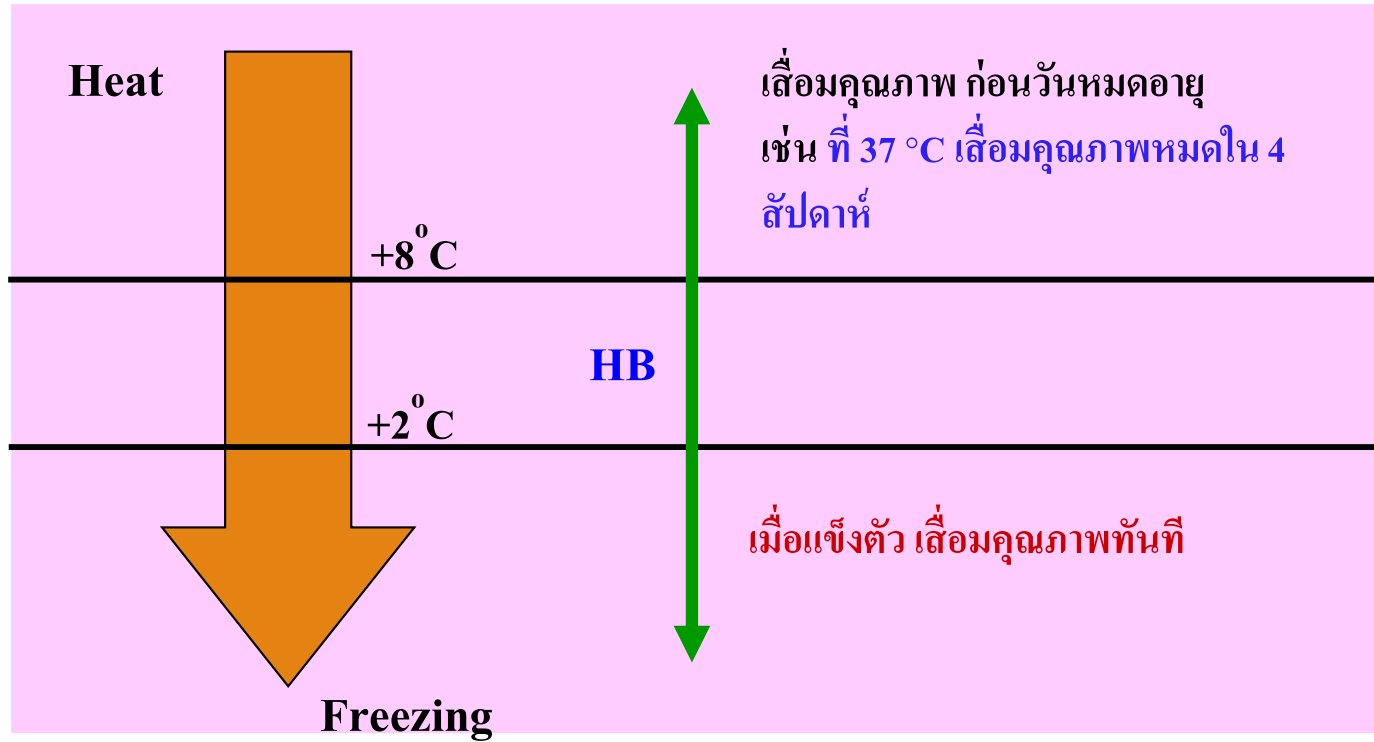 Heat
เสื่อมคุณภาพ ก่อนวันหมดอายุ
เช่น ที่ 37 °C เสื่อมคุณภาพหมดใน 4
สัปดาห์
+8°C
HB
+2°C
เมื่อแข็งตัว เสื่อมคุณภาพทันที
Freezing